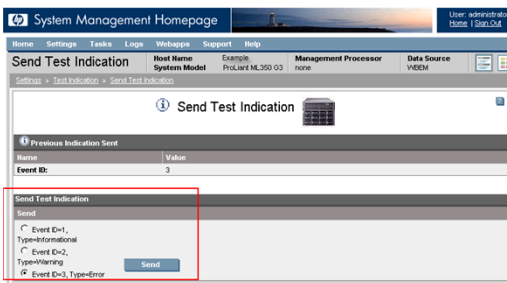 hp System Management Homepage
User: administrato
Home | Sign Out
Home Settings Tasks Logs Webapps Support Help
Send Test Indication
Host Name Example
System Model ProLiant ML350 G3
Management Processor
none
Data Source
WBEM
Settings » Test Indication » Send Test Indication
Send Test Indication
Previous Indication Sent
Name Value
Event ID: 3
Send Test Indication
Send
Event ID=1,
Type=Informational
Event ID=2,
Type=Warning
Event ID=3, Type=Error
Send